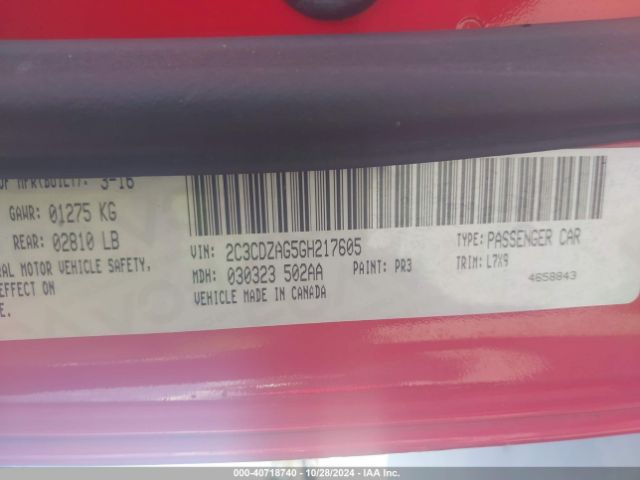 3-16
GAWR: 01275 KG
REAR: 02810 LB
MOTOR VEHICLE SAFETY,
EFFECT ON
VIN: 2C3CDZAG5GH217605
TYPE: PASSENGER CAR
MDH: 030323 502AA
PAINT: PR3
TRIM: L7X9
VEHICLE MADE IN CANADA
4658843
000-40718740 | 10/28/2024 | IAA Inc.